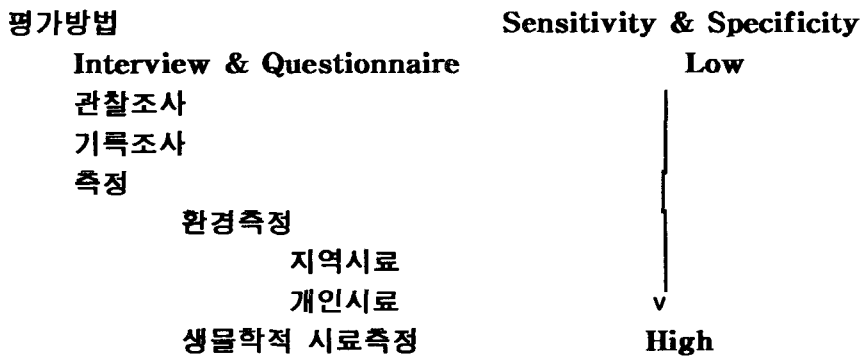 평가방법 Sensitivity & Specificity
Interview & Questionnaire Low
관찰조사
기록조사
측정
환경측정
지역시료
개인시료
생물학적 시료측정 High